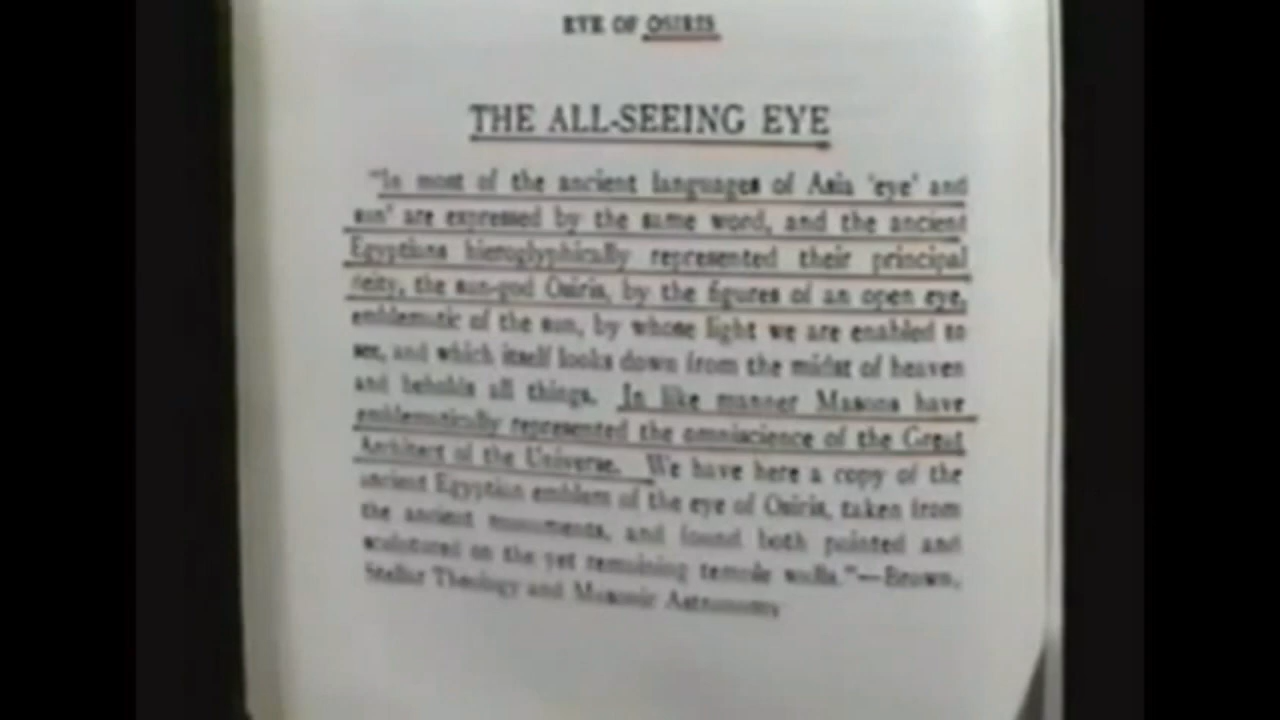 EYE OF OSIRIS
THE ALL-SEEING EYE
"In most of the ancient languages of Asia 'eye' and
sun' are expressed by the same word, and the ancient
Egyptians hieroglyphically represented their principal
deity, the sun-god Osiris, by the figures of an open eye,
emblematic of the sun, by whose light we are enabled to
see, and which itself looks down from the midst of heaven
and beholds all things. In like manner Masons have
emblematically represented the omniscience of the Great
Architect of the Universe. We have here a copy of the
ancient Egyptian emblem of the eye of Osiris, taken from
the ancient monuments, and found both painted and
sculptured on the yet remaining temple walls."—Brown,
Stellar Theology and Masonic Astronomy